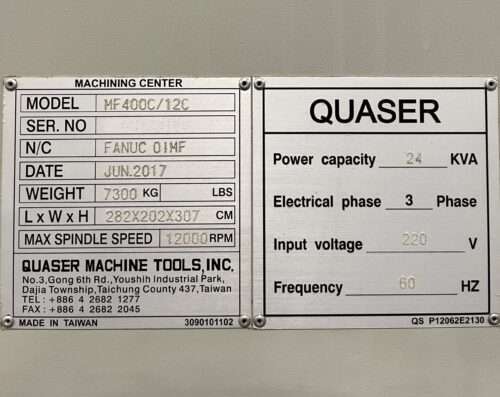 MACHINING CENTER
MODEL MF400C/12C
SER. NO
N/C FANUC OIMF
DATE JUN.2017
WEIGHT 7300 KG LBS
L x W x H 282X202X307 CM
MAX SPINDLE SPEED 12000 RPM
QUASER MACHINE TOOLS, INC.
No.3,Gong 6th Rd.,Youshih Industrial Park,
Dajia Township,Taichung County 437,Taiwan
TEL : +886 4 2682 1277
FAX : +886 4 2682 2045
MADE IN TAIWAN 3090101102
QUASER
Power capacity 24 KVA
Electrical phase 3 Phase
Input voltage 220 V
Frequency 60 HZ
QS P12062E2130